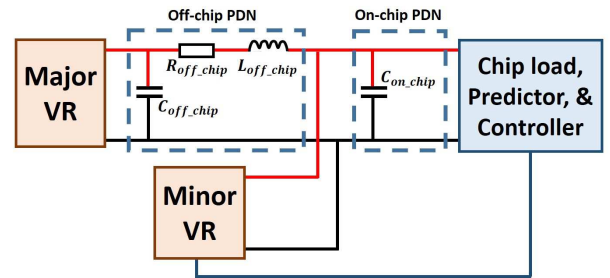 Off-chip PDN
On-chip PDN
Major
VR
R_off_chip
L_off_chip
C_off_chip
C_on_chip
Chip load,
Predictor, &
Controller
Minor
VR